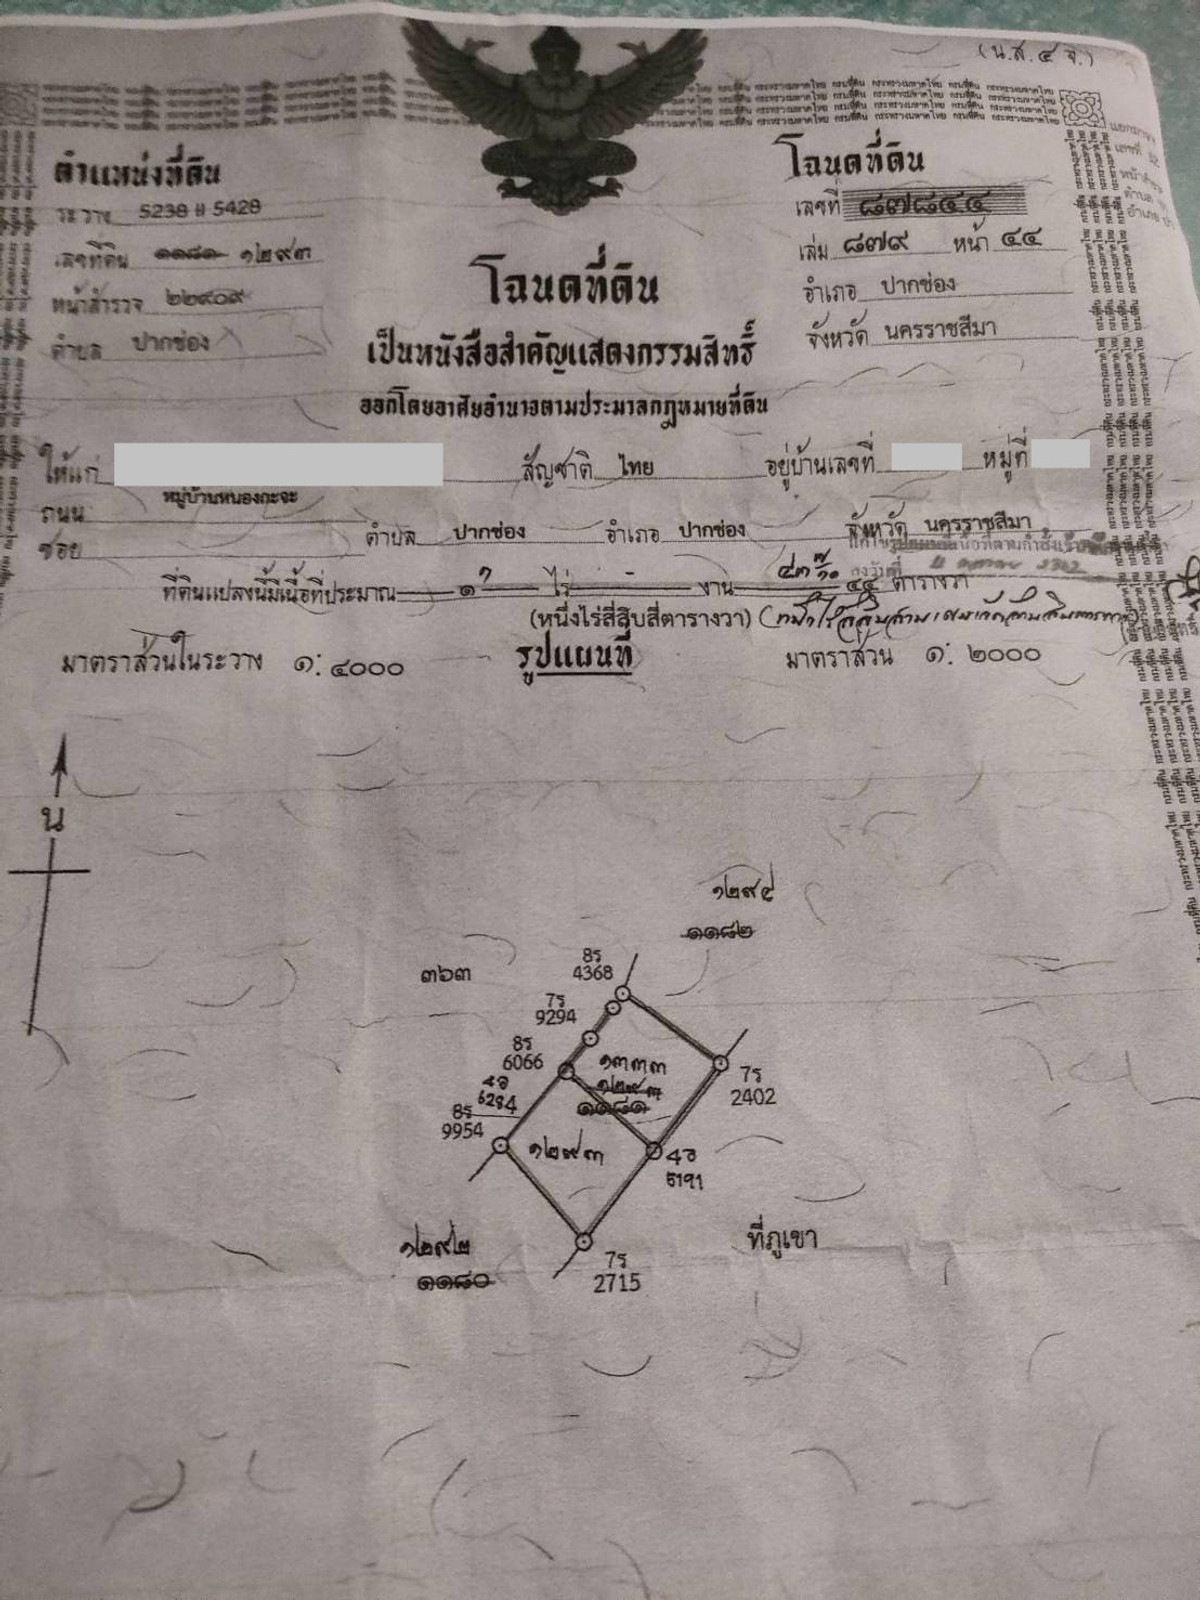 (น.ส.๔ จ.)
ตำแหน่งที่ดิน
ระวาง 5238 II 5428
เลขที่ดิน ๑๑๘๑ ๑๒๙๓
หน้าสำรวจ ๒๒๙๐๙
ตำบล ปากช่อง
โฉนดที่ดิน
เลขที่ ๘๗๘๔๔
เล่ม ๘๗๙ หน้า ๔๔
อำเภอ ปากช่อง
จังหวัด นครราชสีมา
โฉนดที่ดิน
เป็นหนังสือสำคัญแสดงกรรมสิทธิ์
ออกโดยอาศัยอำนาจตามประมวลกฎหมายที่ดิน
ให้แก่ สัญชาติ ไทย อยู่บ้านเลขที่ หมู่ที่
หมู่บ้านหนองกะจะ
ถนน
ซอย ตำบล ปากช่อง อำเภอ ปากช่อง จังหวัด นครราชสีมา
ที่ดินแปลงนี้มีเนื้อที่ประมาณ ๑ ไร่ - งาน ๔๔ ตารางวา
(หนึ่งไร่สี่สิบสี่ตารางวา)
มาตราส่วนในระวาง ๑:๔๐๐๐ รูปแผนที่ มาตราส่วน ๑:๒๐๐๐
น
๑๒๙๔
๑๑๘๒
๓๖๓
8ร
4368
7ร
9294
8ร
6066
๑๓๓๓
๑๒๙๓
๑๑๘๑
7ร
2402
4อ
6284
8ร
9954
๑๒๙๓
4อ
5191
๑๒๙๒
๑๑๘๐
ที่ภูเขา
7ร
2715